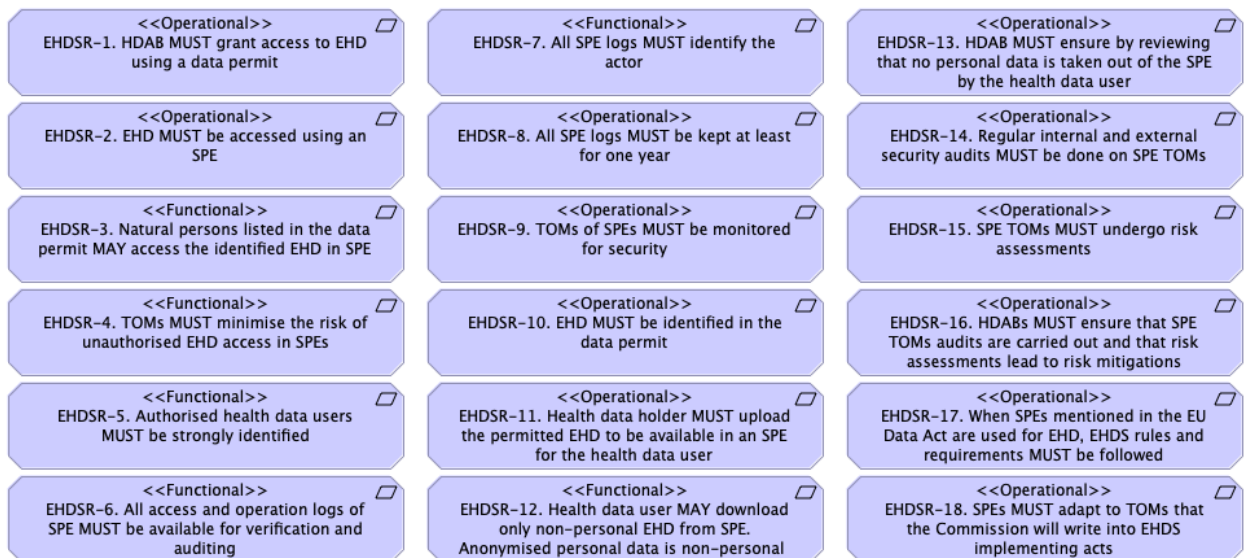 <<Operational>>
EHDSR-1. HDAB MUST grant access to EHD
using a data permit
<<Operational>>
EHDSR-2. EHD MUST be accessed using an
SPE
<<Functional>>
EHDSR-3. Natural persons listed in the data
permit MAY access the identified EHD in SPE
<<Functional>>
EHDSR-4. TOMs MUST minimise the risk of
unauthorised EHD access in SPEs
<<Functional>>
EHDSR-5. Authorised health data users
MUST be strongly identified
<<Functional>>
EHDSR-6. All access and operation logs of
SPE MUST be available for verification and
auditing
<<Functional>>
EHDSR-7. All SPE logs MUST identify the
actor
<<Operational>>
EHDSR-8. All SPE logs MUST be kept at least
for one year
<<Operational>>
EHDSR-9. TOMs of SPEs MUST be monitored
for security
<<Operational>>
EHDSR-10. EHD MUST be identified in the
data permit
<<Operational>>
EHDSR-11. Health data holder MUST upload
the permitted EHD to be available in an SPE
for the health data user
<<Functional>>
EHDSR-12. Health data user MAY download
only non-personal EHD from SPE.
Anonymised personal data is non-personal
<<Operational>>
EHDSR-13. HDAB MUST ensure by reviewing
that no personal data is taken out of the SPE
by the health data user
<<Operational>>
EHDSR-14. Regular internal and external
security audits MUST be done on SPE TOMs
<<Operational>>
EHDSR-15. SPE TOMs MUST undergo risk
assessments
<<Operational>>
EHDSR-16. HDABs MUST ensure that SPE
TOMs audits are carried out and that risk
assessments lead to risk mitigations
<<Operational>>
EHDSR-17. When SPEs mentioned in the EU
Data Act are used for EHD, EHDS rules and
requirements MUST be followed
<<Operational>>
EHDSR-18. SPEs MUST adapt to TOMs that
the Commission will write into EHDS
implementing acts